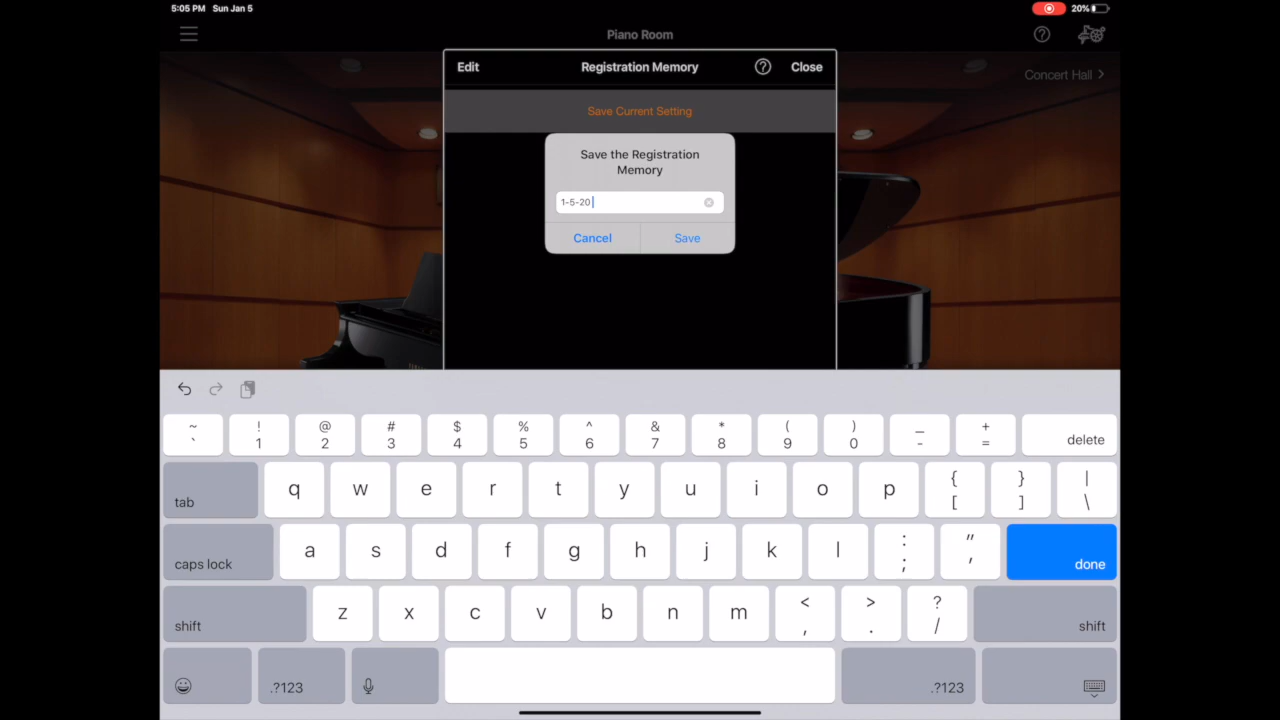 5:05 PM Sun Jan 5
20%
Piano Room
Concert Hall
Edit
Registration Memory
?
Close
Save Current Setting
Save the Registration
Memory
1-5-20
Cancel
Save
~ ! @ # $ % ^ & * ( ) _ +
` 1 2 3 4 5 6 7 8 9 0 - = delete
tab q w e r t y u i o p { [ } ] | \
caps lock a s d f g h j k l : ; " ' done
shift z x c v b n m < , > . ? / shift
.?123 .?123